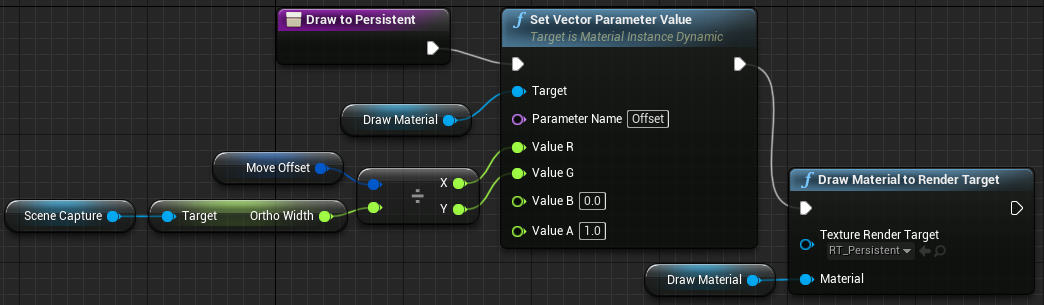 Draw to Persistent
Set Vector Parameter Value
Target is Material Instance Dynamic
Target
Draw Material
Parameter Name Offset
Value R
Move Offset
X
÷
Value G
Y
Scene Capture
Target Ortho Width
Value B 0.0
Value A 1.0
Draw Material to Render Target
Texture Render Target
RT_Persistent
Draw Material
Material